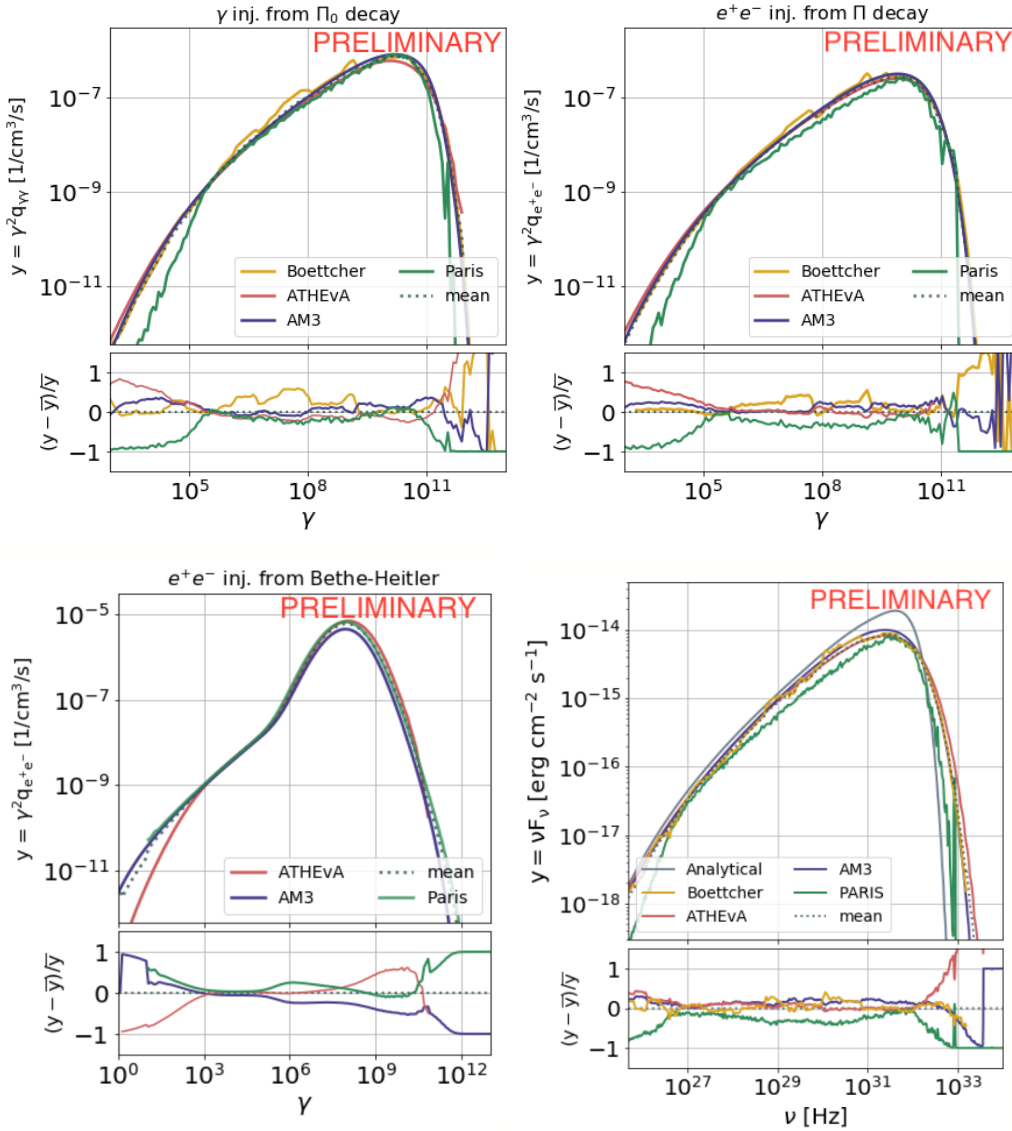 γ inj. from Π₀ decay
PRELIMINARY
y = γ²q_γγ [1/cm³/s]
10⁻⁷
10⁻⁹
10⁻¹¹
Boettcher
ATHEvA
AM3
Paris
mean
(y − y̅)/y̅
1
0
−1
10⁵
10⁸
10¹¹
γ
e⁺e⁻ inj. from Π decay
PRELIMINARY
y = γ²q_e⁺e⁻ [1/cm³/s]
10⁻⁷
10⁻⁹
10⁻¹¹
Boettcher
ATHEvA
AM3
Paris
mean
(y − y̅)/y̅
1
0
−1
10⁵
10⁸
10¹¹
γ
e⁺e⁻ inj. from Bethe-Heitler
PRELIMINARY
y = γ²q_e⁺e⁻ [1/cm³/s]
10⁻⁵
10⁻⁷
10⁻⁹
10⁻¹¹
ATHEvA
AM3
mean
Paris
(y − y̅)/y̅
1
0
−1
10⁰
10³
10⁶
10⁹
10¹²
γ
PRELIMINARY
y = νF_ν [erg cm⁻² s⁻¹]
10⁻¹⁴
10⁻¹⁵
10⁻¹⁶
10⁻¹⁷
10⁻¹⁸
Analytical
Boettcher
ATHEvA
AM3
PARIS
mean
(y − y̅)/y̅
1
0
−1
10²⁷
10²⁹
10³¹
10³³
ν [Hz]